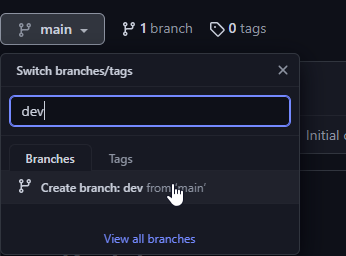 main 1 branch 0 tags
Switch branches/tags
dev
Initial
Branches Tags
Create branch: dev from 'main'
View all branches